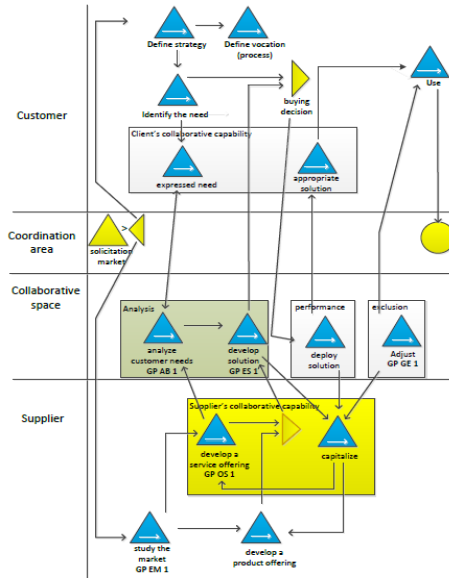 Define strategy
Define vocation
(process)
Use
Identify the need
buying
decision
Customer
Client's collaborative capability
expressed need
appropriate
solution
Coordination
area
>
solicitation
market
Collaborative
space
Analysis
performance
exclusion
analyze
customer needs
GP AB 1
develop
solution
GP ES 1
deploy
solution
Adjust
GP GE 1
Supplier
Supplier's collaborative capability
develop a
service offering
GP OS 1
capitalize
study the
market
GP EM 1
develop a
product offering